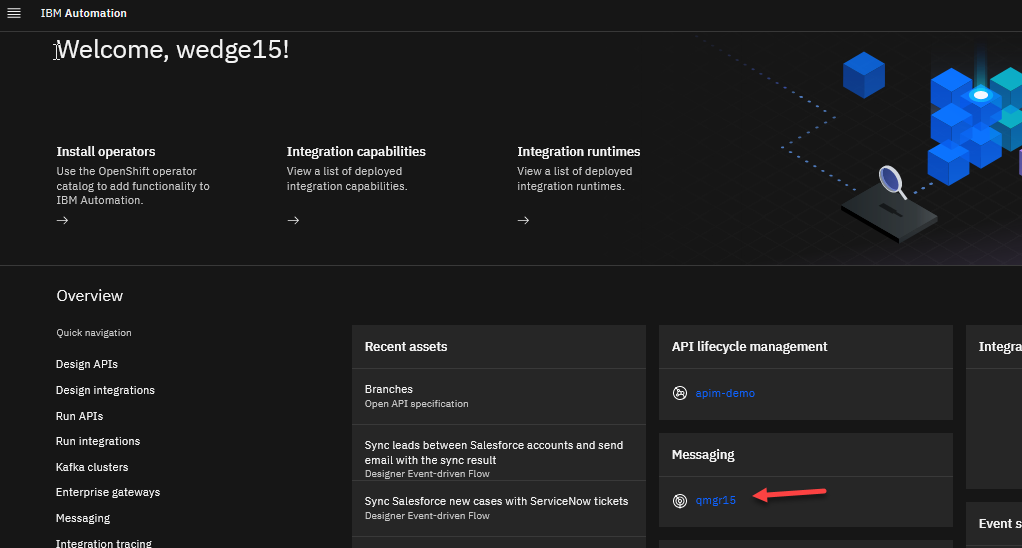 IBM Automation
Welcome, wedge15!
Install operators
Use the OpenShift operator
catalog to add functionality to
IBM Automation.
Integration capabilities
View a list of deployed
integration capabilities.
Integration runtimes
View a list of deployed
integration runtimes.
Overview
Quick navigation
Design APIs
Design integrations
Run APIs
Run integrations
Kafka clusters
Enterprise gateways
Messaging
Integration tracing
Recent assets
Branches
Open API specification
Sync leads between Salesforce accounts and send
email with the sync result
Designer Event-driven Flow
Sync Salesforce new cases with ServiceNow tickets
Designer Event-driven Flow
API lifecycle management
apim-demo
Messaging
qmgr15
Integra
Event s